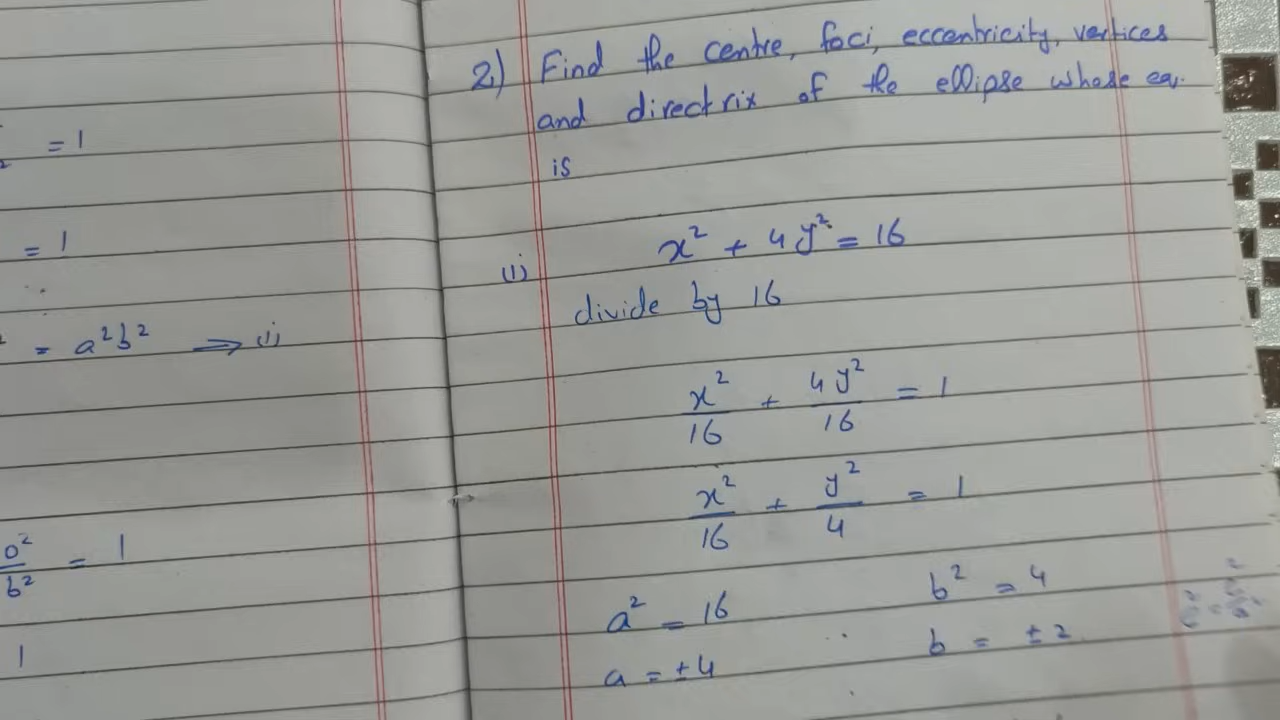 = 1
= 1
= a²b² ⟹ (i)
0²/b² = 1
1
2) Find the centre, foci, eccentricity, vertices
and directrix of the ellipse whose eq.
is
(i) x² + 4y² = 16
divide by 16
x²/16 + 4y²/16 = 1
x²/16 + y²/4 = 1
a² = 16 b² = 4
a = ±4 b = ±2